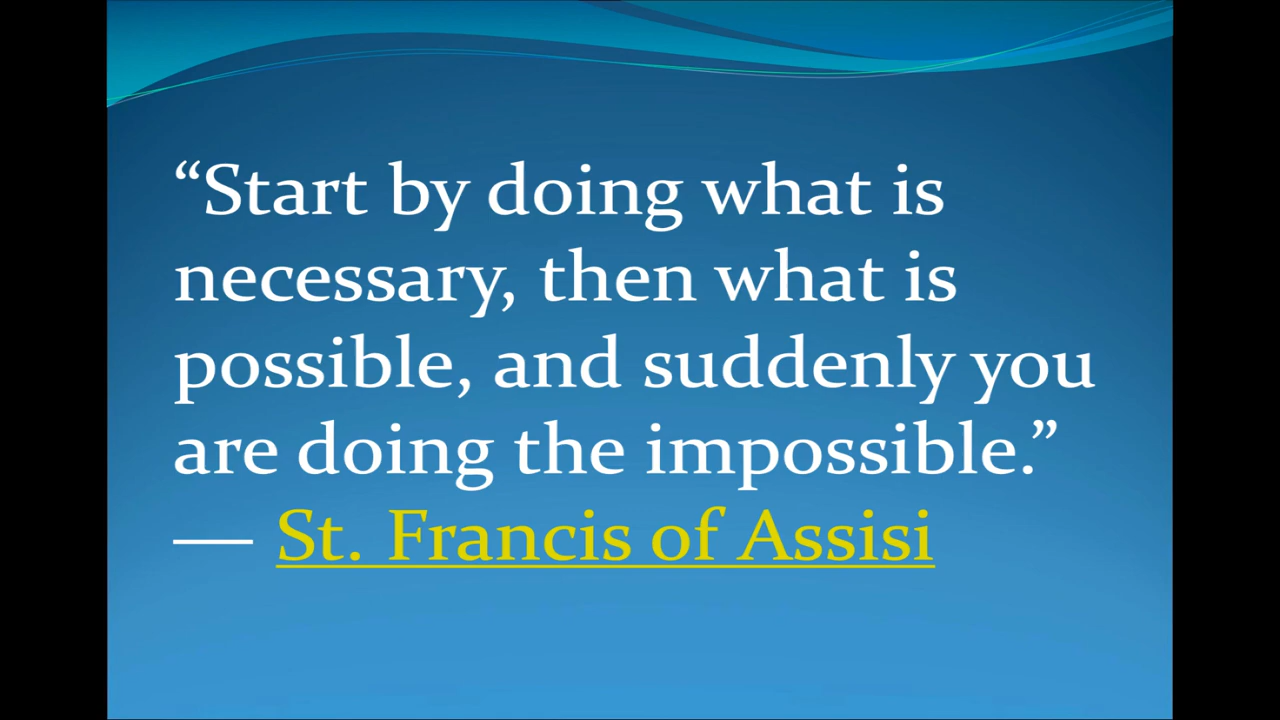 “Start by doing what is
necessary, then what is
possible, and suddenly you
are doing the impossible.”
— St. Francis of Assisi